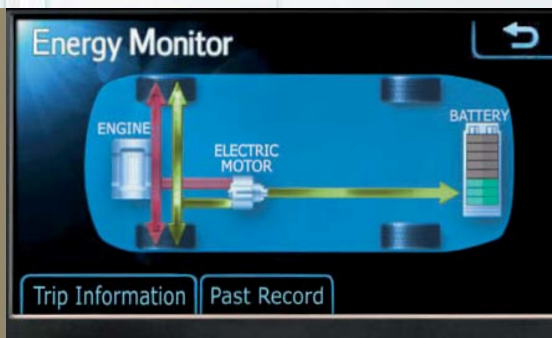 Energy Monitor
ENGINE
ELECTRIC
MOTOR
BATTERY
Trip Information
Past Record